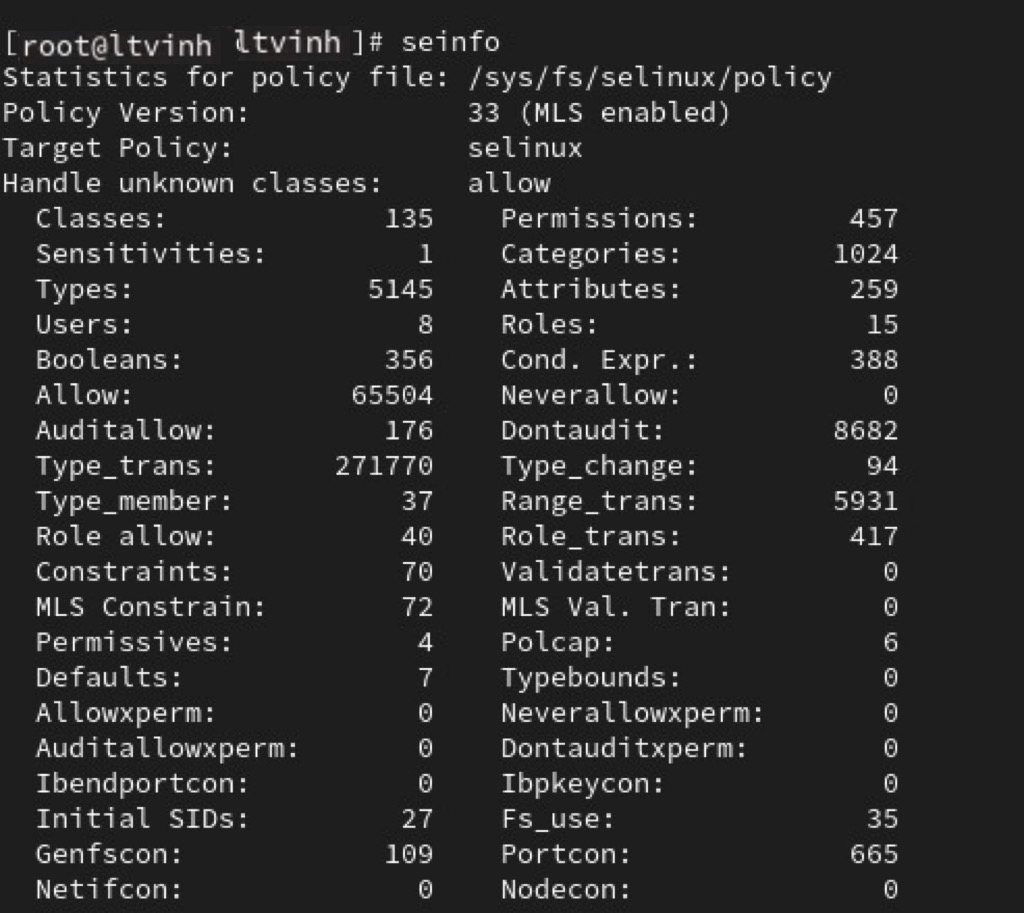 [root@ltvinh ltvinh]# seinfo
Statistics for policy file: /sys/fs/selinux/policy
Policy Version: 33 (MLS enabled)
Target Policy: selinux
Handle unknown classes: allow
Classes: 135 Permissions: 457
Sensitivities: 1 Categories: 1024
Types: 5145 Attributes: 259
Users: 8 Roles: 15
Booleans: 356 Cond. Expr.: 388
Allow: 65504 Neverallow: 0
Auditallow: 176 Dontaudit: 8682
Type_trans: 271770 Type_change: 94
Type_member: 37 Range_trans: 5931
Role allow: 40 Role_trans: 417
Constraints: 70 Validatetrans: 0
MLS Constrain: 72 MLS Val. Tran: 0
Permissives: 4 Polcap: 6
Defaults: 7 Typebounds: 0
Allowxperm: 0 Neverallowxperm: 0
Auditallowxperm: 0 Dontauditxperm: 0
Ibendportcon: 0 Ibpkeycon: 0
Initial SIDs: 27 Fs_use: 35
Genfscon: 109 Portcon: 665
Netifcon: 0 Nodecon: 0